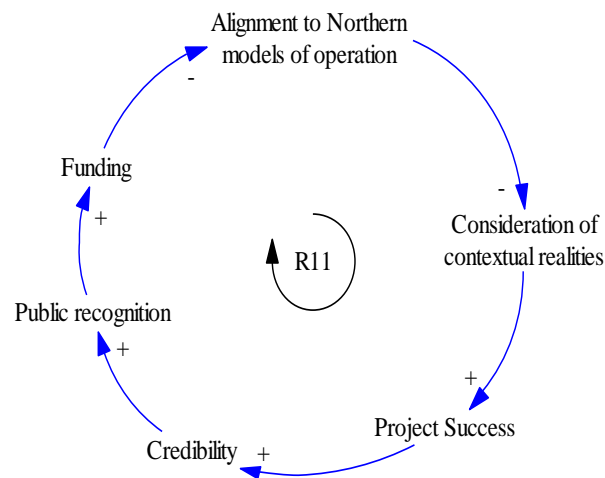 Alignment to Northern
models of operation
-
-
Funding
+
Consideration of
contextual realities
R11
Public recognition
+
+
Project Success
Credibility
+